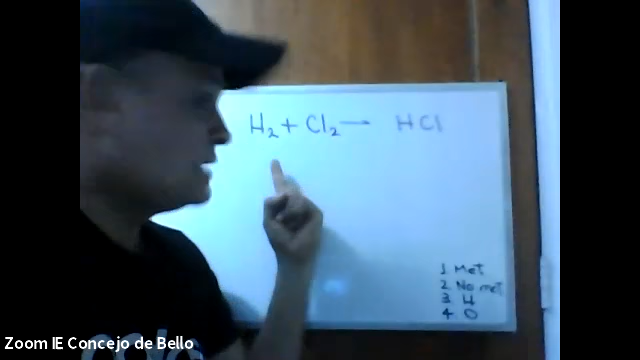 H₂ + Cl₂ → HCl
1. Met
2. No met
3 H
4 O
Zoom IE Concejo de Bello